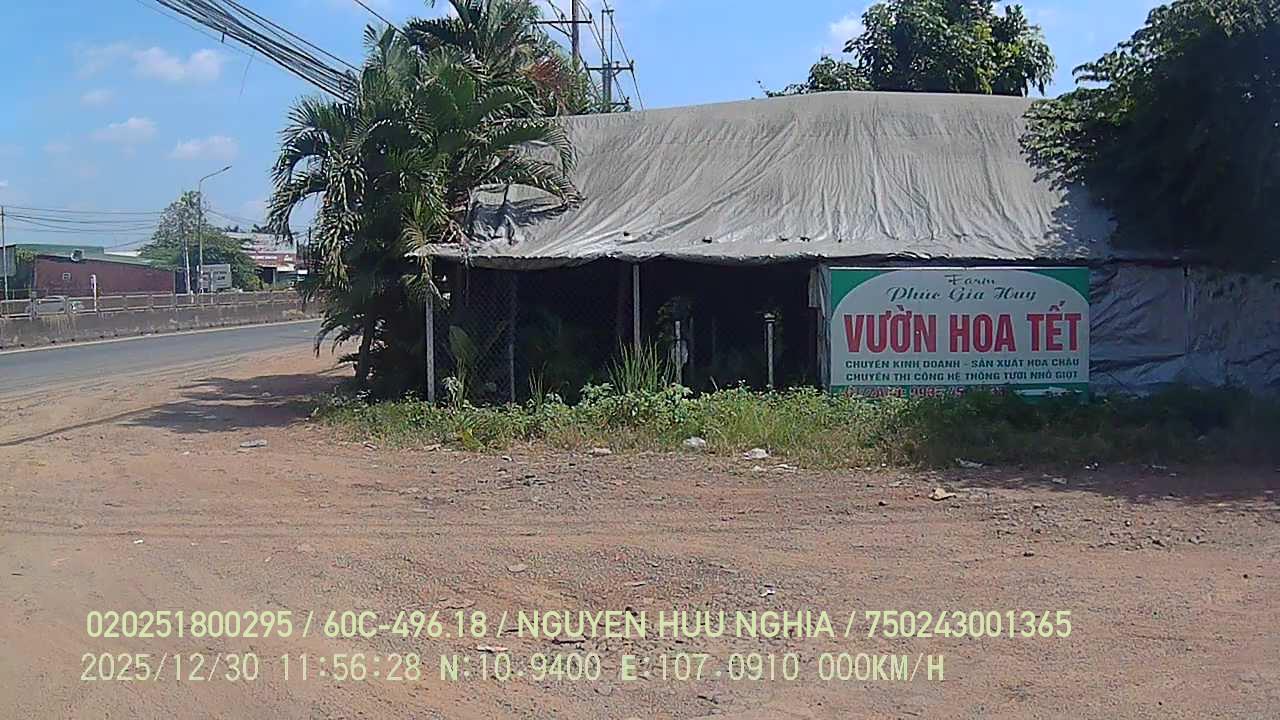 Farm
Phúc Gia Huy
VƯỜN HOA TẾT
CHUYÊN KINH DOANH - SẢN XUẤT HOA CHẬU
CHUYÊN THI CÔNG HỆ THỐNG TƯƠI NHỎ GIỌT
020251800295 / 60C-496.18 / NGUYEN HUU NGHIA / 750243001365
2025/12/30 11:56:28 N:10.9400 E:107.0910 000KM/H